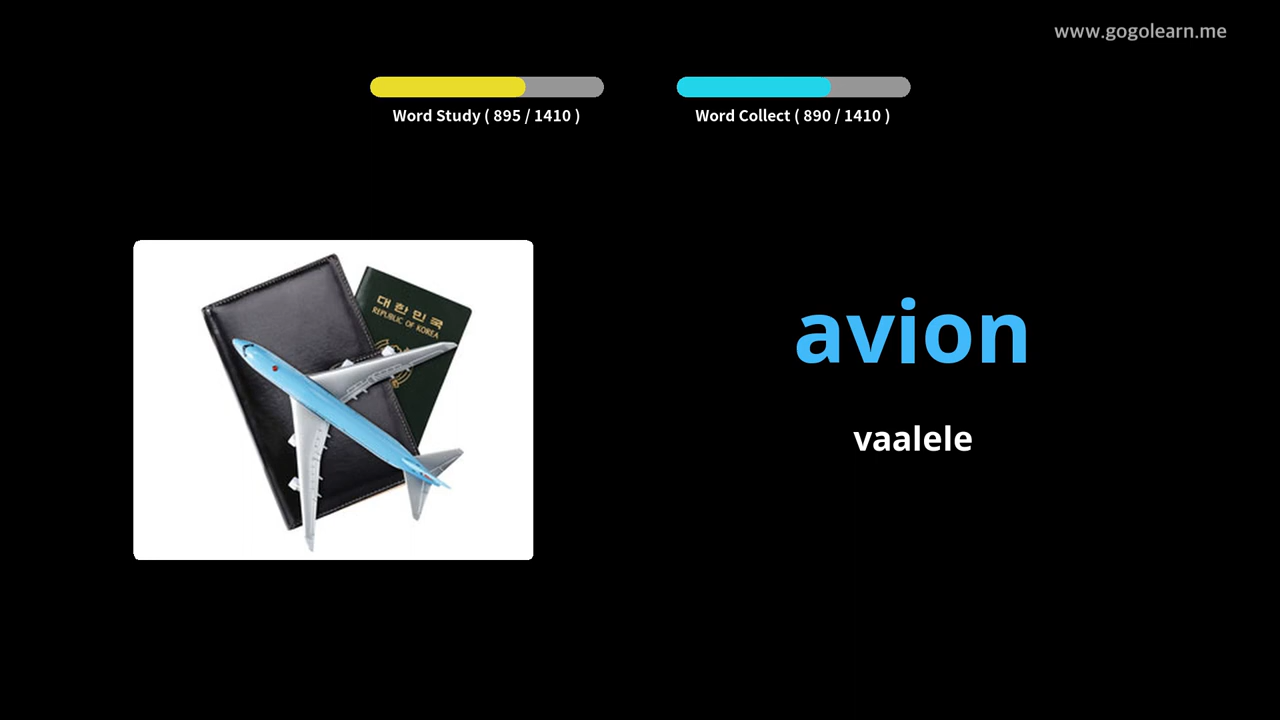 www.gogolearn.me
Word Study ( 895 / 1410 )
Word Collect ( 890 / 1410 )
대한민국
REPUBLIC OF KOREA
avion
vaalele